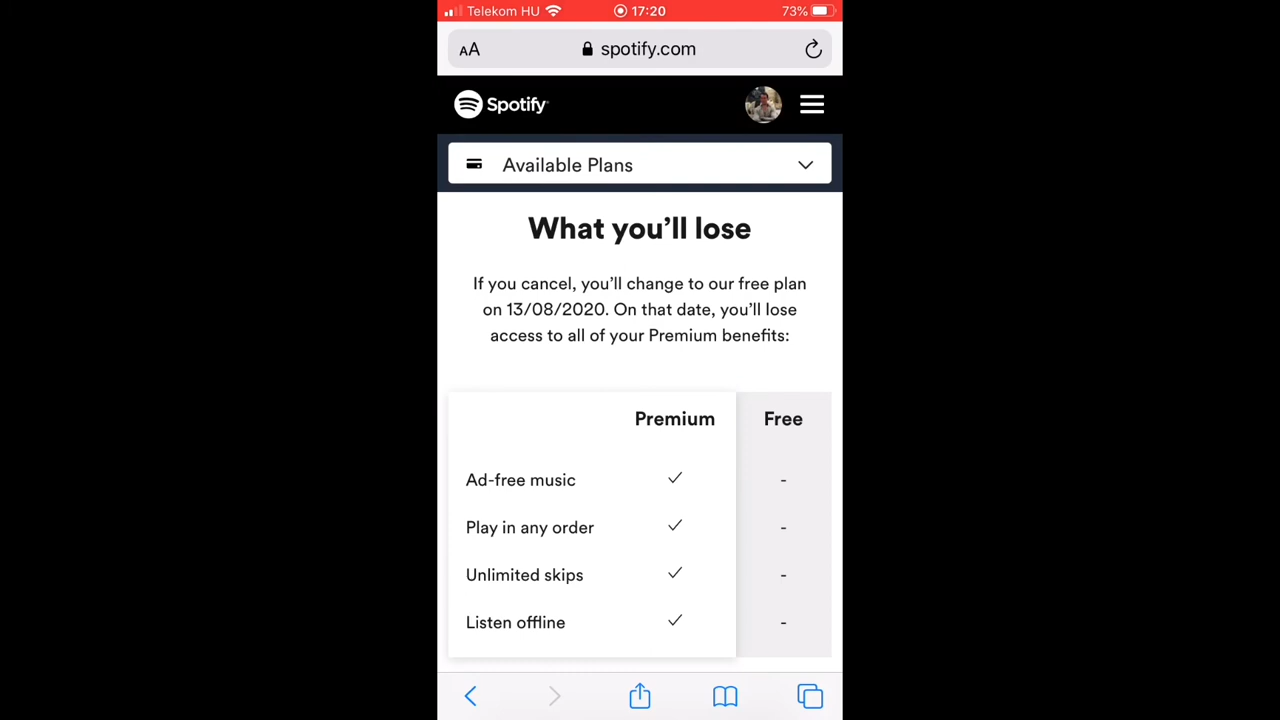 Telekom HU 17:20 73%
AA spotify.com
Spotify
Available Plans
What you’ll lose
If you cancel, you’ll change to our free plan
on 13/08/2020. On that date, you’ll lose
access to all of your Premium benefits:
Premium Free
Ad-free music ✓ -
Play in any order ✓ -
Unlimited skips ✓ -
Listen offline ✓ -